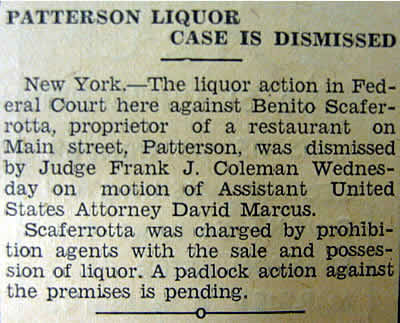 PATTERSON LIQUOR
CASE IS DISMISSED
New York.—The liquor action in Fed-
eral Court here against Benito Scafer-
rotta, proprietor of a restaurant on
Main street, Patterson, was dismissed
by Judge Frank J. Coleman Wednes-
day on motion of Assistant United
States Attorney David Marcus.
Scaferrotta was charged by prohibi-
tion agents with the sale and posses-
sion of liquor. A padlock action against
the premises is pending.